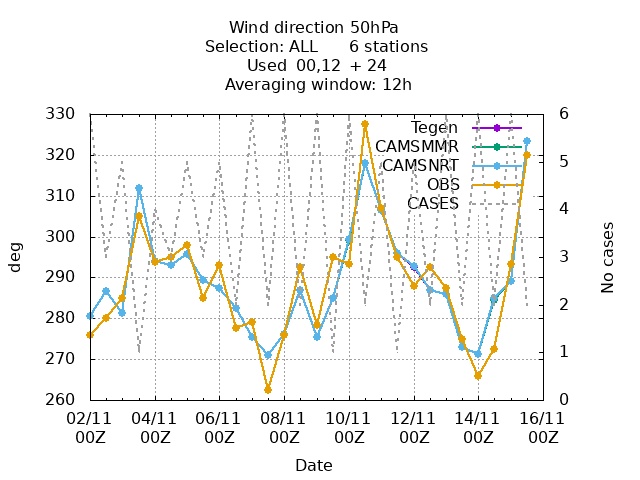 Wind direction 50hPa
Selection: ALL 6 stations
Used 00,12 + 24
Averaging window: 12h
330
320
310
300
290
280
270
260
deg
6
5
4
3
2
1
0
No cases
Tegen
CAMSMMR
CAMSNRT
OBS
CASES
02/11 04/11 06/11 08/11 10/11 12/11 14/11 16/11
00Z 00Z 00Z 00Z 00Z 00Z 00Z 00Z
Date